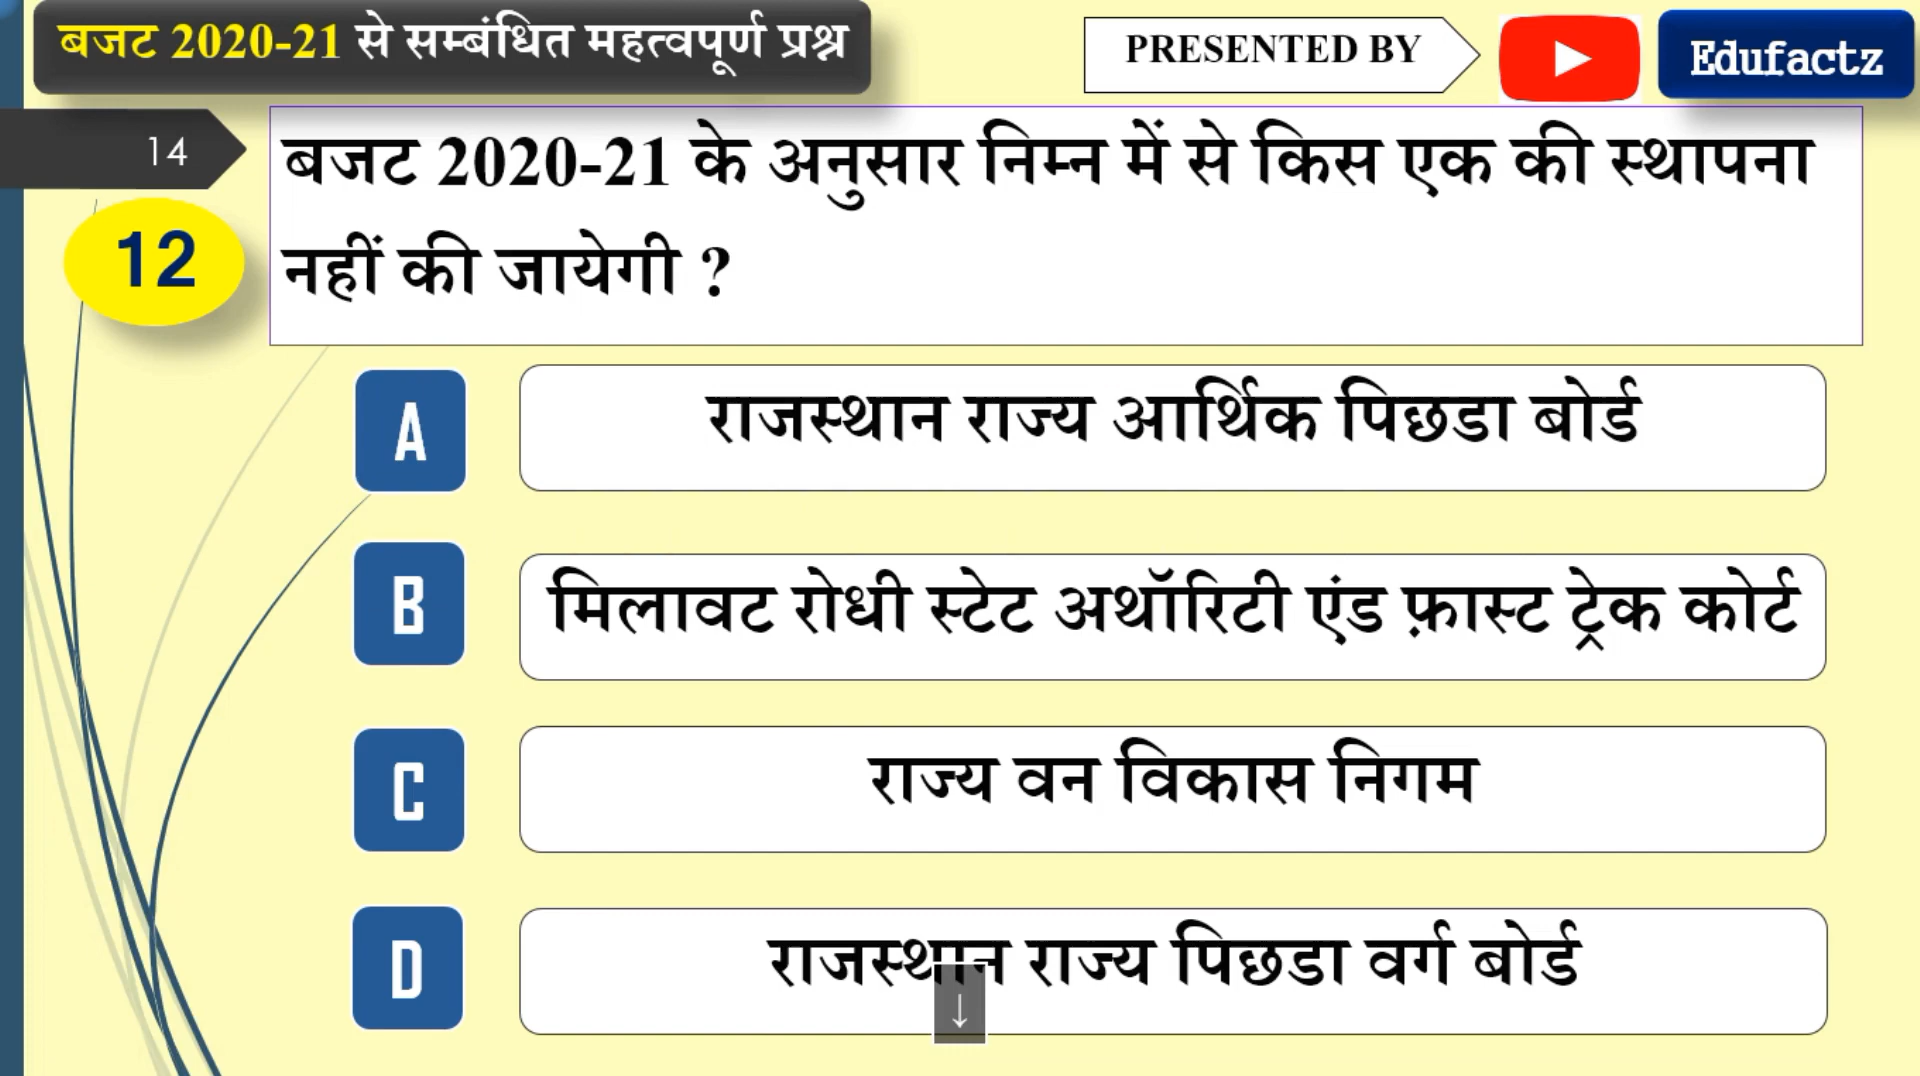 बजट 2020-21 से सम्बंधित महत्वपूर्ण प्रश्न
PRESENTED BY
Edufactz
14
बजट 2020-21 के अनुसार निम्न में से किस एक की स्थापना
नहीं की जायेगी ?
12
A
राजस्थान राज्य आर्थिक पिछडा बोर्ड
B
मिलावट रोधी स्टेट अथॉरिटी एंड फ़ास्ट ट्रेक कोर्ट
C
राज्य वन विकास निगम
D
राजस्थान राज्य पिछडा वर्ग बोर्ड